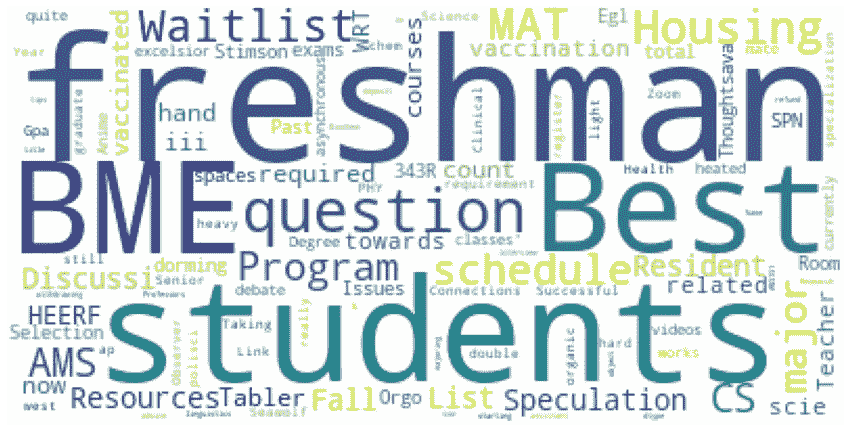 quite Waitlist WRT Science MAT Egl Housing
Year vaccinated excelsior Stimson exams chem courses vaccination total mate
freshman
graduate Anime hand iii Past asynchronous clinical register light Zoom Thoughtsava SPN specialization
Gpa
BME spaces required 343R count requirement Health heated Best
PHY
heavy question
Degree towards classes' currently
still Discussi dorming Program schedule Resident Room
Senior debate Issues Connections Successful related major
HEERF students
Selection Taking really videos Teacher
Observer Link double organic hard works
AMS ap polisci
now Resources Tabler Fall Orgo List Speculation CS scie
west Seawolf linguistics starting